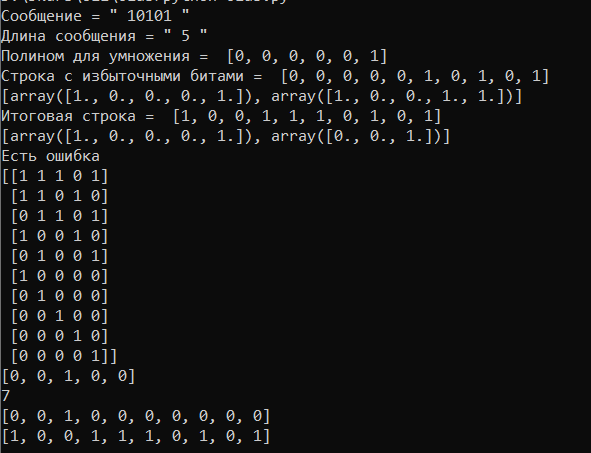 Сообщение = " 10101 "
Длина сообщения = " 5 "
Полином для умножения =  [0, 0, 0, 0, 0, 1]
Строка с избыточными битами =  [0, 0, 0, 0, 0, 1, 0, 1, 0, 1]
[array([1., 0., 0., 0., 1.]), array([1., 0., 0., 1., 1.])]
Итоговая строка =  [1, 0, 0, 1, 1, 1, 0, 1, 0, 1]
[array([1., 0., 0., 0., 1.]), array([0., 0., 1.])]
Есть ошибка
[[1 1 1 0 1]
 [1 1 0 1 0]
 [0 1 1 0 1]
 [1 0 0 1 0]
 [0 1 0 0 1]
 [1 0 0 0 0]
 [0 1 0 0 0]
 [0 0 1 0 0]
 [0 0 0 1 0]
 [0 0 0 0 1]]
[0, 0, 1, 0, 0]
7
[0, 0, 1, 0, 0, 0, 0, 0, 0, 0]
[1, 0, 0, 1, 1, 1, 0, 1, 0, 1]